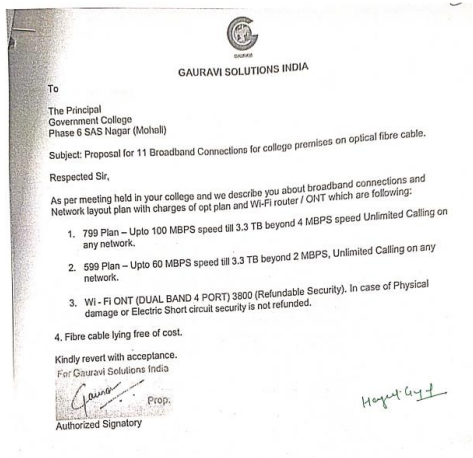 GAURAVI
GAURAVI SOLUTIONS INDIA
To
The Principal
Government College
Phase 6 SAS Nagar (Mohali)
Subject: Proposal for 11 Broadband Connections for college premises on optical fibre cable.
Respected Sir,
As per meeting held in your college and we describe you about broadband connections and
Network layout plan with charges of opt plan and Wi-Fi router / ONT which are following:
1. 799 Plan – Upto 100 MBPS speed till 3.3 TB beyond 4 MBPS speed Unlimited Calling on
any network.
2. 599 Plan – Upto 60 MBPS speed till 3.3 TB beyond 2 MBPS, Unlimited Calling on any
network.
3. Wi - Fi ONT (DUAL BAND 4 PORT) 3800 (Refundable Security). In case of Physical
damage or Electric Short circuit security is not refunded.
4. Fibre cable lying free of cost.
Kindly revert with acceptance.
For Gauravi Solutions India
Prop.
Authorized Signatory